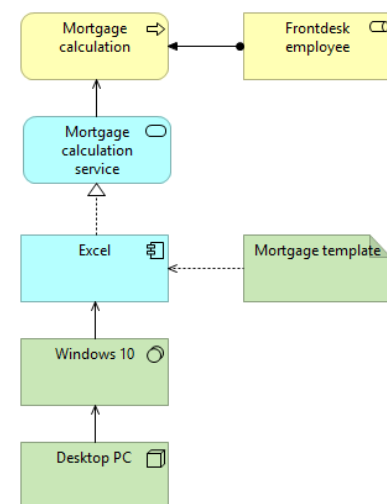 Mortgage
calculation
Frontdesk
employee
Mortgage
calculation
service
Excel
Mortgage template
Windows 10
Desktop PC